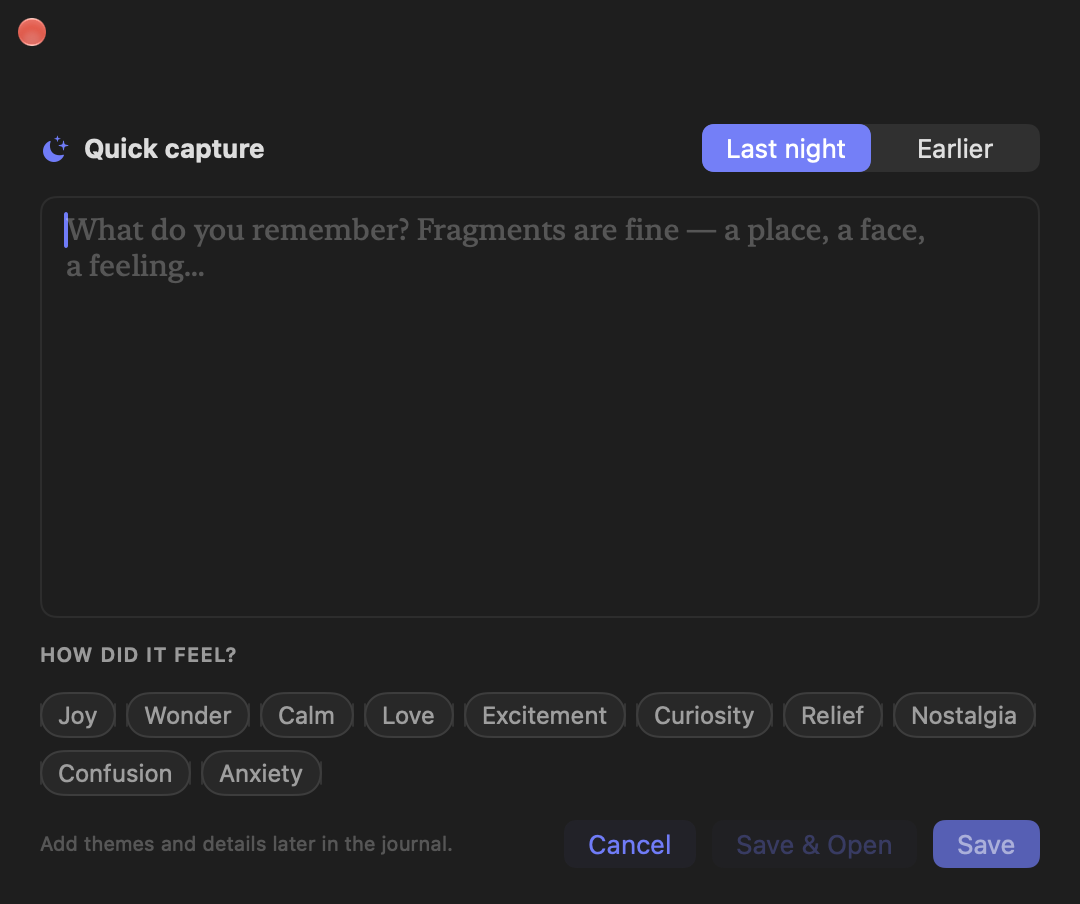 Quick capture
Last night
Earlier
What do you remember? Fragments are fine — a place, a face,
a feeling...
HOW DID IT FEEL?
Joy Wonder Calm Love Excitement Curiosity Relief Nostalgia
Confusion Anxiety
Add themes and details later in the journal.
Cancel
Save & Open
Save